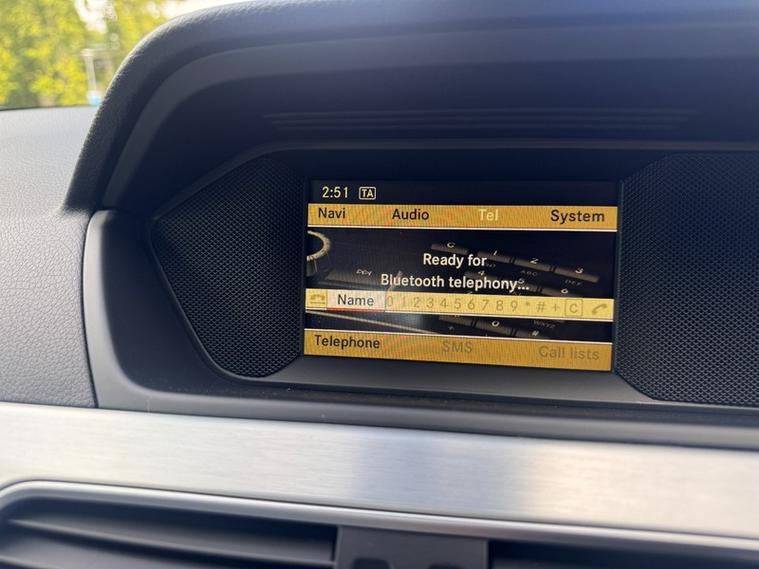 2:51 TA
Navi Audio Tel System
Ready for
Bluetooth telephony...
Name 0 1 2 3 4 5 6 7 8 9 * # + C
Telephone SMS Call lists